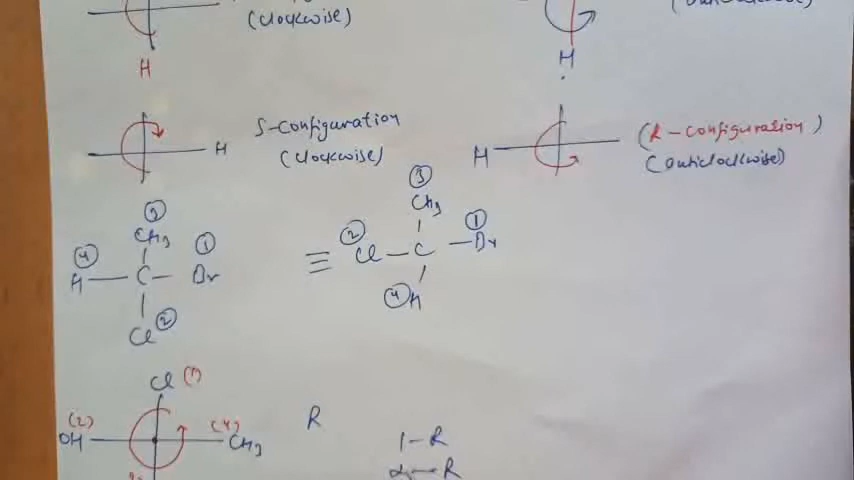 (clockwise)
H
H
S-configuration
(clockwise)
H
H
(R-configuration)
(anticlockwise)
③
CH3
④
H
C
①
Br
Cl
②
≡
③
CH3
②
Cl
C
①
Br
④
H
Cl (1)
(2)
OH
(4)
CH3
R
1-R
2-R